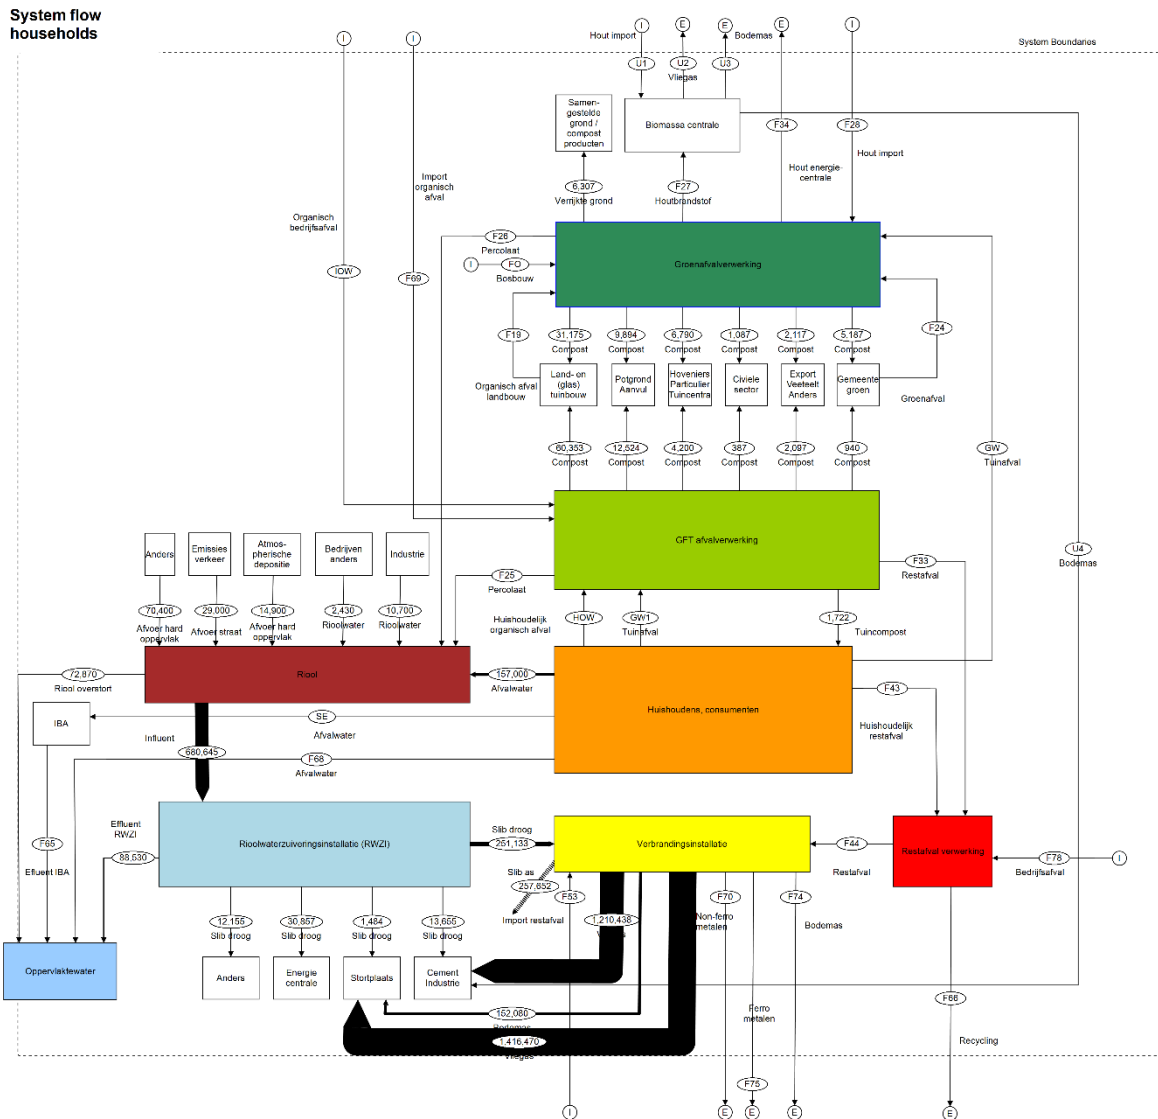 System flow
households
I
I
Hout import
I
E
E
Bodemas
E
I
System Boundaries
U1
U2
U3
Vliegas
Samen-
gestelde
grond /
compost
producten
Biomassa centrale
F34
F28
Hout import
Import
organisch
afval
Hout energie-
centrale
6,307
Verrijkte grond
F27
Houtbrandstof
Organisch
bedrijfsafval
F26
Percolaat
I
FO
Bosbouw
Groenafvalverwerking
IOW
F69
F19
31,175
Compost
9,894
Compost
6,790
Compost
1,087
Compost
2,117
Compost
5,187
Compost
F24
Organisch afval
landbouw
Land- en
(glas)
tuinbouw
Potgrond
Aanvul
Hoveniers
Particulier
Tuincentra
Civiele
sector
Export
Veeteelt
Anders
Gemeente
groen
Groenafval
60,353
Compost
12,524
Compost
4,200
Compost
387
Compost
2,097
Compost
940
Compost
GW
Tuinafval
GFT afvalverwerking
Anders
Emissies
verkeer
Atmos-
pherische
depositie
Bedrijven
anders
Industrie
U4
Bodemas
F33
Restafval
F25
Percolaat
70,400
Afvoer hard
oppervlak
29,000
Afvoer straat
14,900
Afvoer hard
oppervlak
2,430
Rioolwater
10,700
Rioolwater
Huishoudelijk
organisch afval
HOW
GW1
Tuinafval
1,722
Tuincompost
72,870
Riool overstort
Riool
157,000
Afvalwater
Huishoudens, consumenten
F43
Huishoudelijk
restafval
IBA
SE
Afvalwater
Influent
680,645
F68
Afvalwater
Effluent
RWZI
88,530
F65
Efluent IBA
Rioolwaterzuiveringsinstallatie (RWZI)
Slib droog
251,133
Verbrandingsinstallatie
F44
Restafval
Restafval verwerking
F78
Bedrijfsafval
I
Slib as
257,652
Import restafval
F53
F70
Non-ferro
metalen
F74
Bodomas
12,155
Slib droog
30,857
Slib droog
1,484
Slib droog
13,655
Slib droog
1,210,438
Oppervlaktewater
Anders
Energie
centrale
Stortplaats
Cement
Industrie
152,080
Bodemas
1,416,470
Vliegas
Ferro
metalen
F66
Recycling
F75
I
E
E
E
E